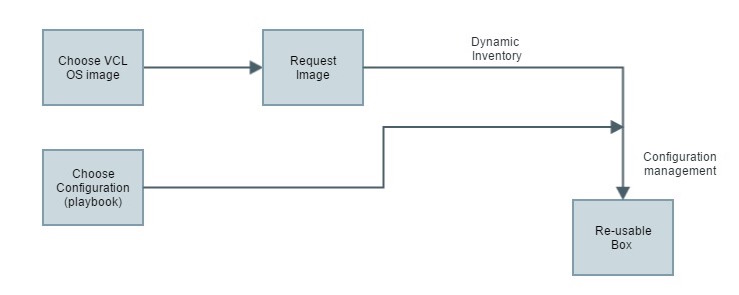 Choose VCL
OS image
Request
Image
Dynamic
Inventory
Choose
Configuration
(playbook)
Configuration
management
Re-usable
Box